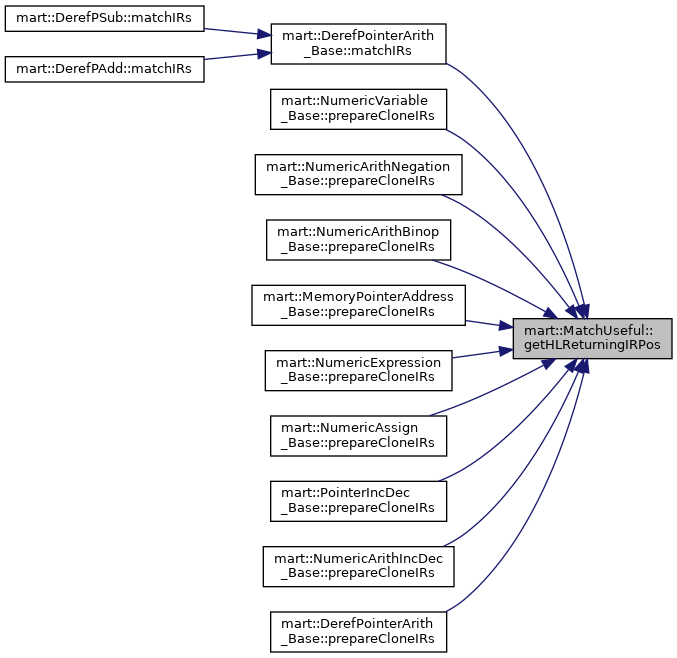 mart::DerefPSub::matchIRs
mart::DerefPAdd::matchIRs
mart::DerefPointerArith
_Base::matchIRs
mart::NumericVariable
_Base::prepareCloneIRs
mart::NumericArithNegation
_Base::prepareCloneIRs
mart::NumericArithBinop
_Base::prepareCloneIRs
mart::MemoryPointerAddress
_Base::prepareCloneIRs
mart::NumericExpression
_Base::prepareCloneIRs
mart::NumericAssign
_Base::prepareCloneIRs
mart::PointerIncDec
_Base::prepareCloneIRs
mart::NumericArithIncDec
_Base::prepareCloneIRs
mart::DerefPointerArith
_Base::prepareCloneIRs
mart::MatchUseful::
getHLReturningIRPos